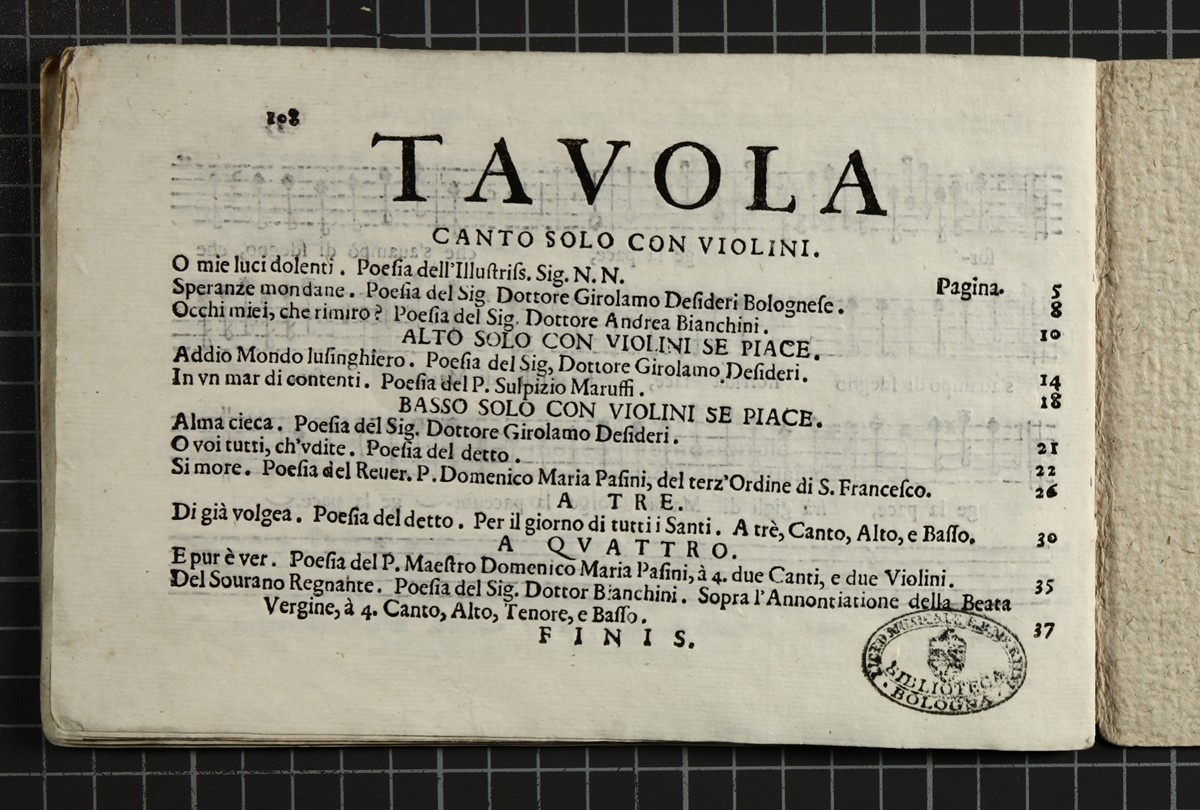 108
TAVOLA
CANTO SOLO CON VIOLINI.
O mie luci dolenti. Poeſia dell'Illuſtriſs. Sig. N. N. Pagina. 5
Speranze mondane. Poeſia del Sig. Dottore Girolamo Deſideri Bologneſe. 8
Occhi miei, che rimiro? Poeſia del Sig. Dottore Andrea Bianchini. 10
ALTO SOLO CON VIOLINI SE PIACE.
Addio Mondo luſinghiero. Poeſia del Sig, Dottore Girolamo Deſideri. 14
In vn mar di contenti. Poeſia del P. Sulpizio Maruffi. 18
BASSO SOLO CON VIOLINI SE PIACE.
Alma cieca. Poeſia del Sig. Dottore Girolamo Deſideri. 21
O voi tutti, ch'vdite. Poeſia del detto. 22
Si more. Poeſia del Reuer. P. Domenico Maria Paſini, del terz'Ordine di S. Franceſco. 26
A TRE.
Di già volgea. Poeſia del detto. Per il giorno di tutti i Santi. A trè, Canto, Alto, e Baſſo. 30
A QVATTRO.
E pur è ver. Poeſia del P. Maeſtro Domenico Maria Paſini, à 4. due Canti, e due Violini. 35
Del Sourano Regnante. Poeſia del Sig. Dottor Bianchini. Sopra l'Annontiatione della Beata
Vergine, à 4. Canto, Alto, Tenore, e Baſſo. 37
FINIS.
LICEO MUSICALE
BIBLIOTECA
BOLOGNA